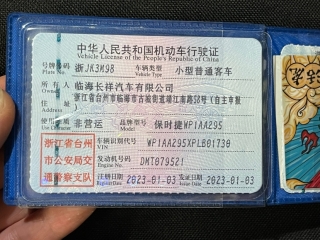 中华人民共和国机动车行驶证
Vehicle License of the People's Republic of China
号牌号码 浙JK3M98 车辆类型 小型普通客车
Plate No. Vehicle Type
所有人 临海长祥汽车有限公司
住址 浙江省台州市临海市古城街道靖江南路58号(自主申报)
使用性质 非营运 品牌型号 保时捷WP1AA295
浙江省台州
市公安局交
通警察支队
车辆识别代号 WP1AA295XPLB01730
VIN
发动机号码 DMT079521
Engine No.
注册日期 2023-01-03 发证日期 2023-01-03
Register Date Issue Date